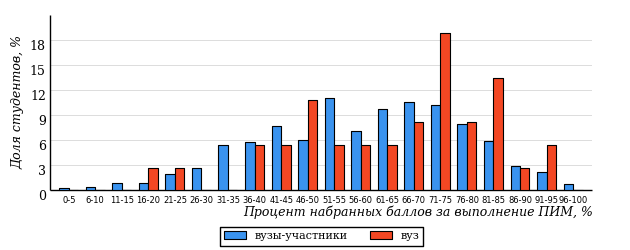 Доля студентов, %
18
15
12
9
6
3
0
0-5 6-10 11-15 16-20 21-25 26-30 31-35 36-40 41-45 46-50 51-55 56-60 61-65 66-70 71-75 76-80 81-85 86-90 91-95 96-100
Процент набранных баллов за выполнение ПИМ, %
вузы-участники вуз